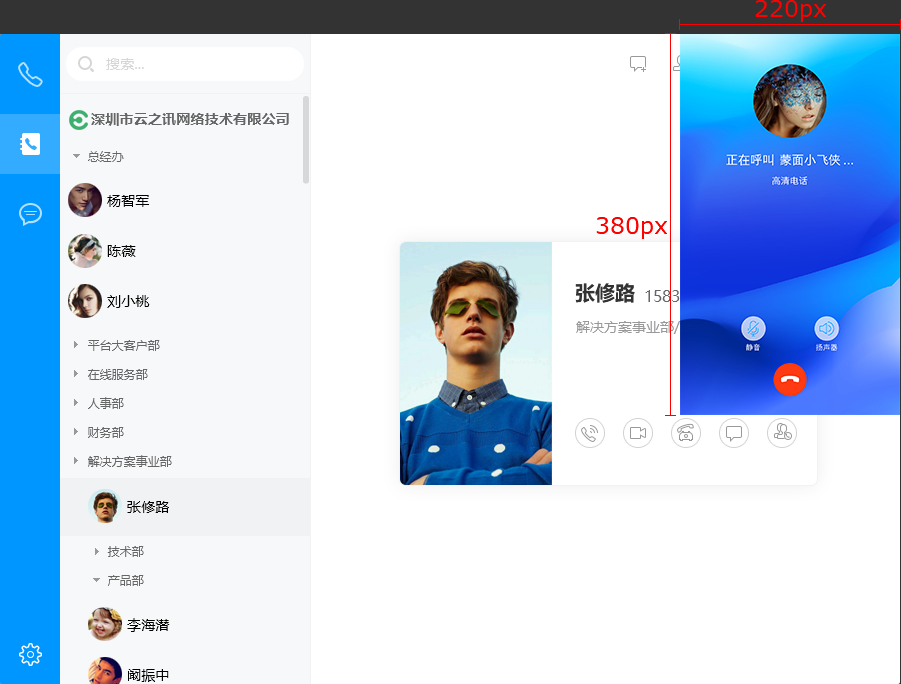 220px
搜索...
深圳市云之讯网络技术有限公司
总经办
杨智军
陈薇
刘小桃
平台大客户部
在线服务部
人事部
财务部
解决方案事业部
张修路
技术部
产品部
李海潜
阚振中
380px
张修路 1583
解决方案事业部/
正在呼叫 蒙面小飞侠 ...
高清电话
静音
扬声器